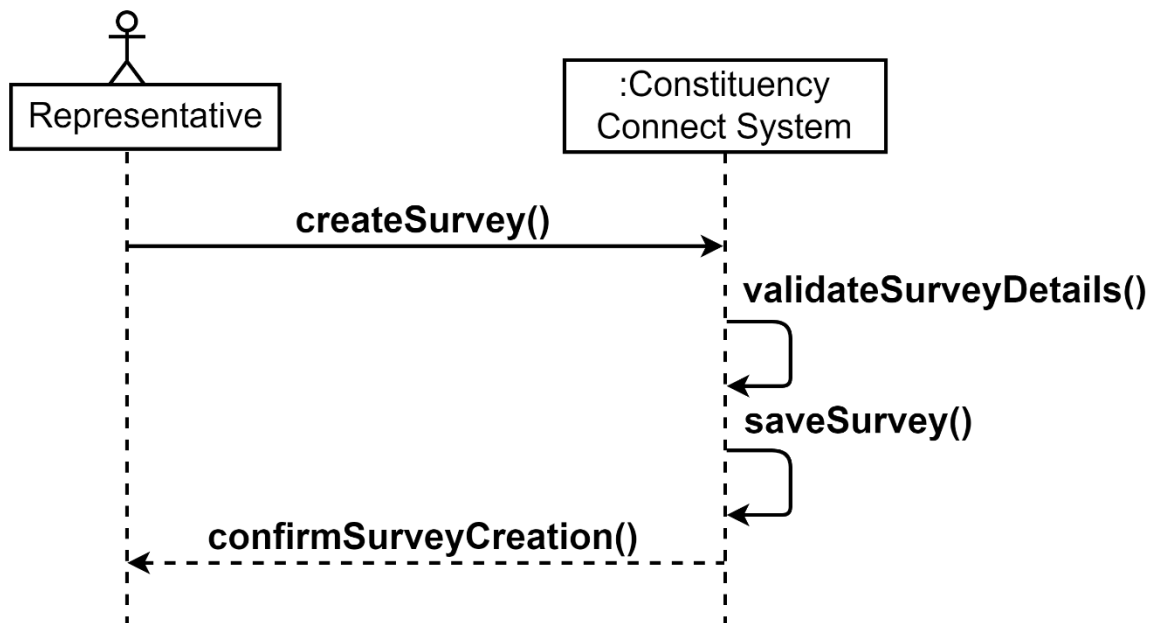 Representative
:Constituency
Connect System
createSurvey()
validateSurveyDetails()
saveSurvey()
confirmSurveyCreation()